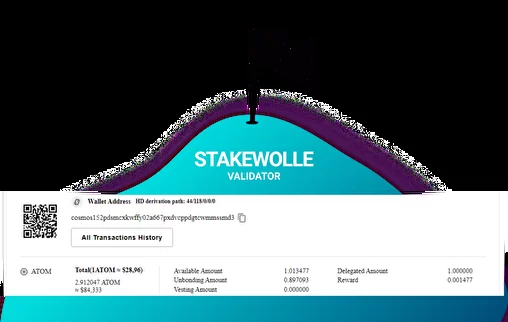 STAKEWOLLE
VALIDATOR
Wallet Address HD derivation path: 44/118/0/0/0
All Transactions History
ATOM
Total(1ATOM ≈ $28,96)
2.912047 ATOM
≈ $84,333
Available Amount 1.013477
Unbonding Amount 0.897093
Vesting Amount 0.000000
Delegated Amount 1.000000
Reward 0.001477